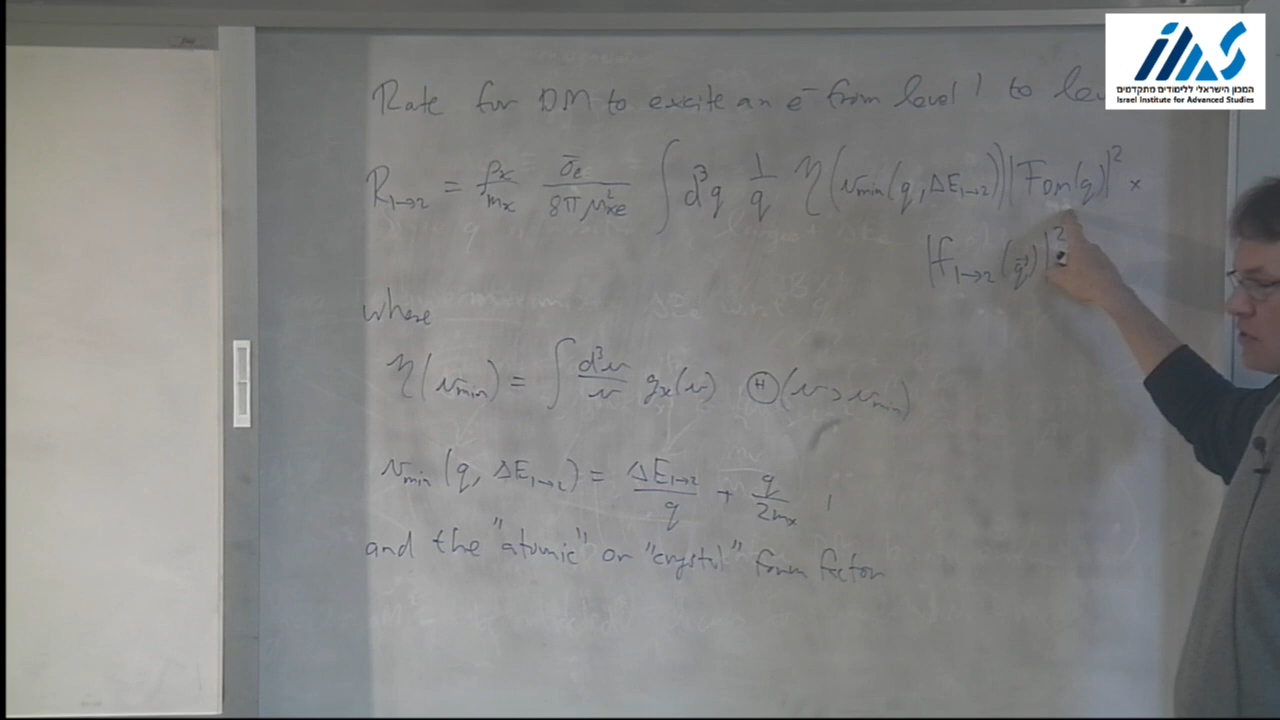 המכון הישראלי ללימודים מתקדמים
Israel Institute for Advanced Studies
Rate for DM to excite an e⁻ from level 1 to lev
R₁→₂ = ρχ/mχ σ̄e/8πμ²χe ∫ d³q 1/q η(vmin(q, ΔE₁→₂)) |FDM(q)|² ×
|f₁→₂(q⃗)|²
where
η(vmin) = ∫ d³v/v gχ(v) Θ(v > vmin)
vmin(q, ΔE₁→₂) = ΔE₁→₂/q + q/2mχ ,
and the "atomic" or "crystal" form factor